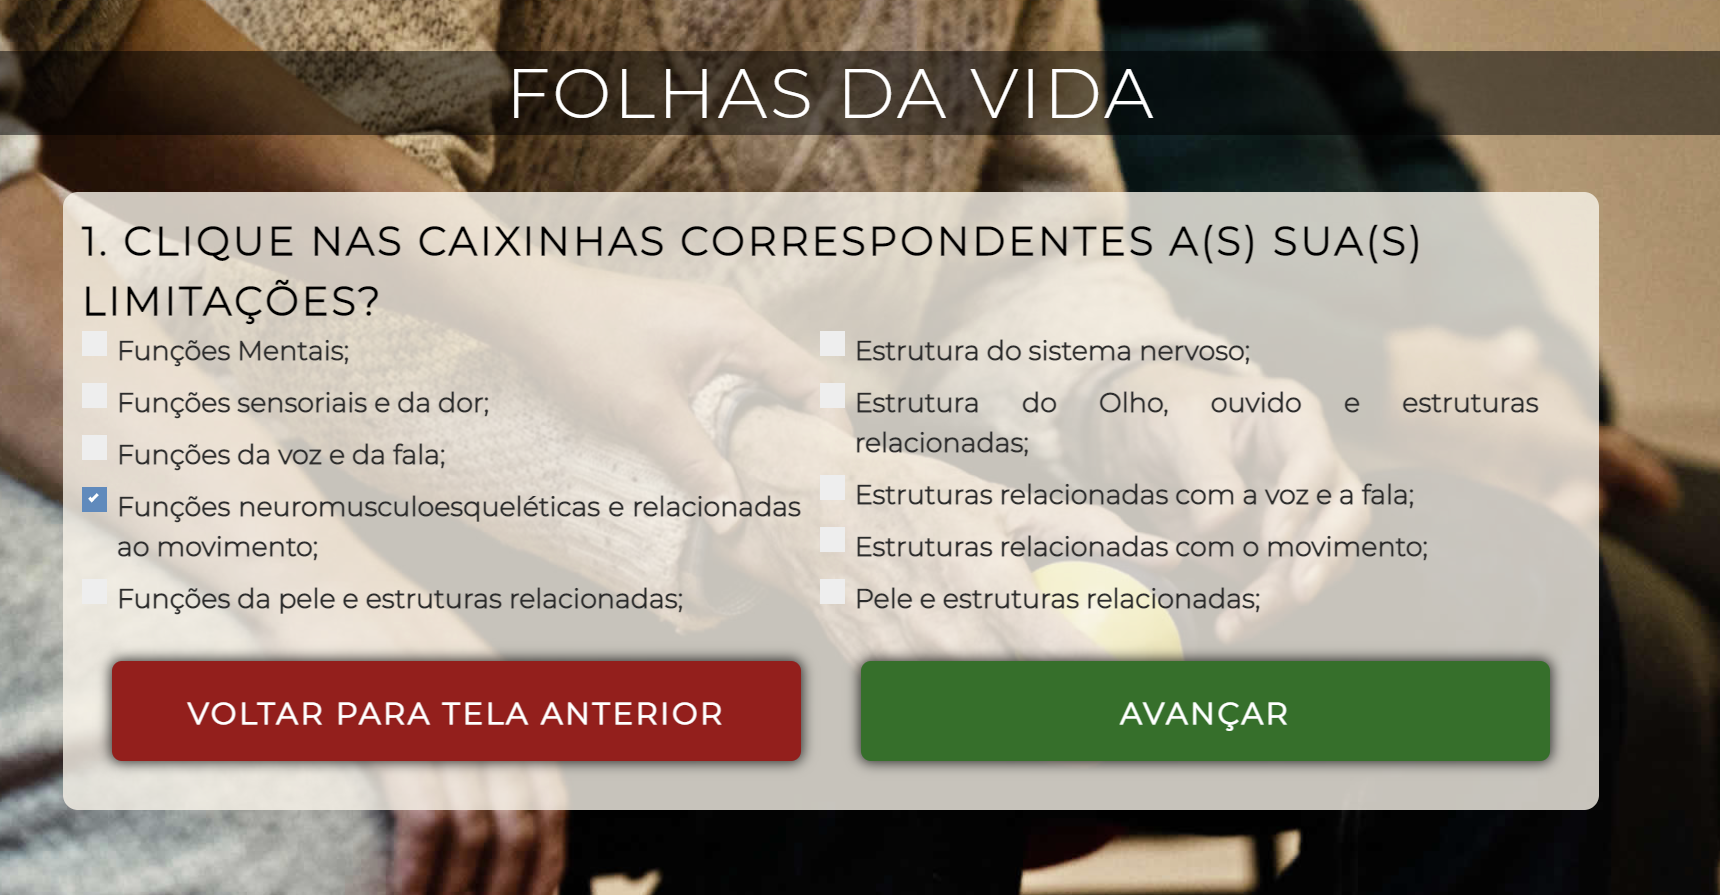 FOLHAS DA VIDA
1. CLIQUE NAS CAIXINHAS CORRESPONDENTES A(S) SUA(S)
LIMITAÇÕES?
Funções Mentais;
Funções sensoriais e da dor;
Funções da voz e da fala;
Funções neuromusculoesqueléticas e relacionadas
ao movimento;
Funções da pele e estruturas relacionadas;
Estrutura do sistema nervoso;
Estrutura do Olho, ouvido e estruturas
relacionadas;
Estruturas relacionadas com a voz e a fala;
Estruturas relacionadas com o movimento;
Pele e estruturas relacionadas;
VOLTAR PARA TELA ANTERIOR
AVANÇAR